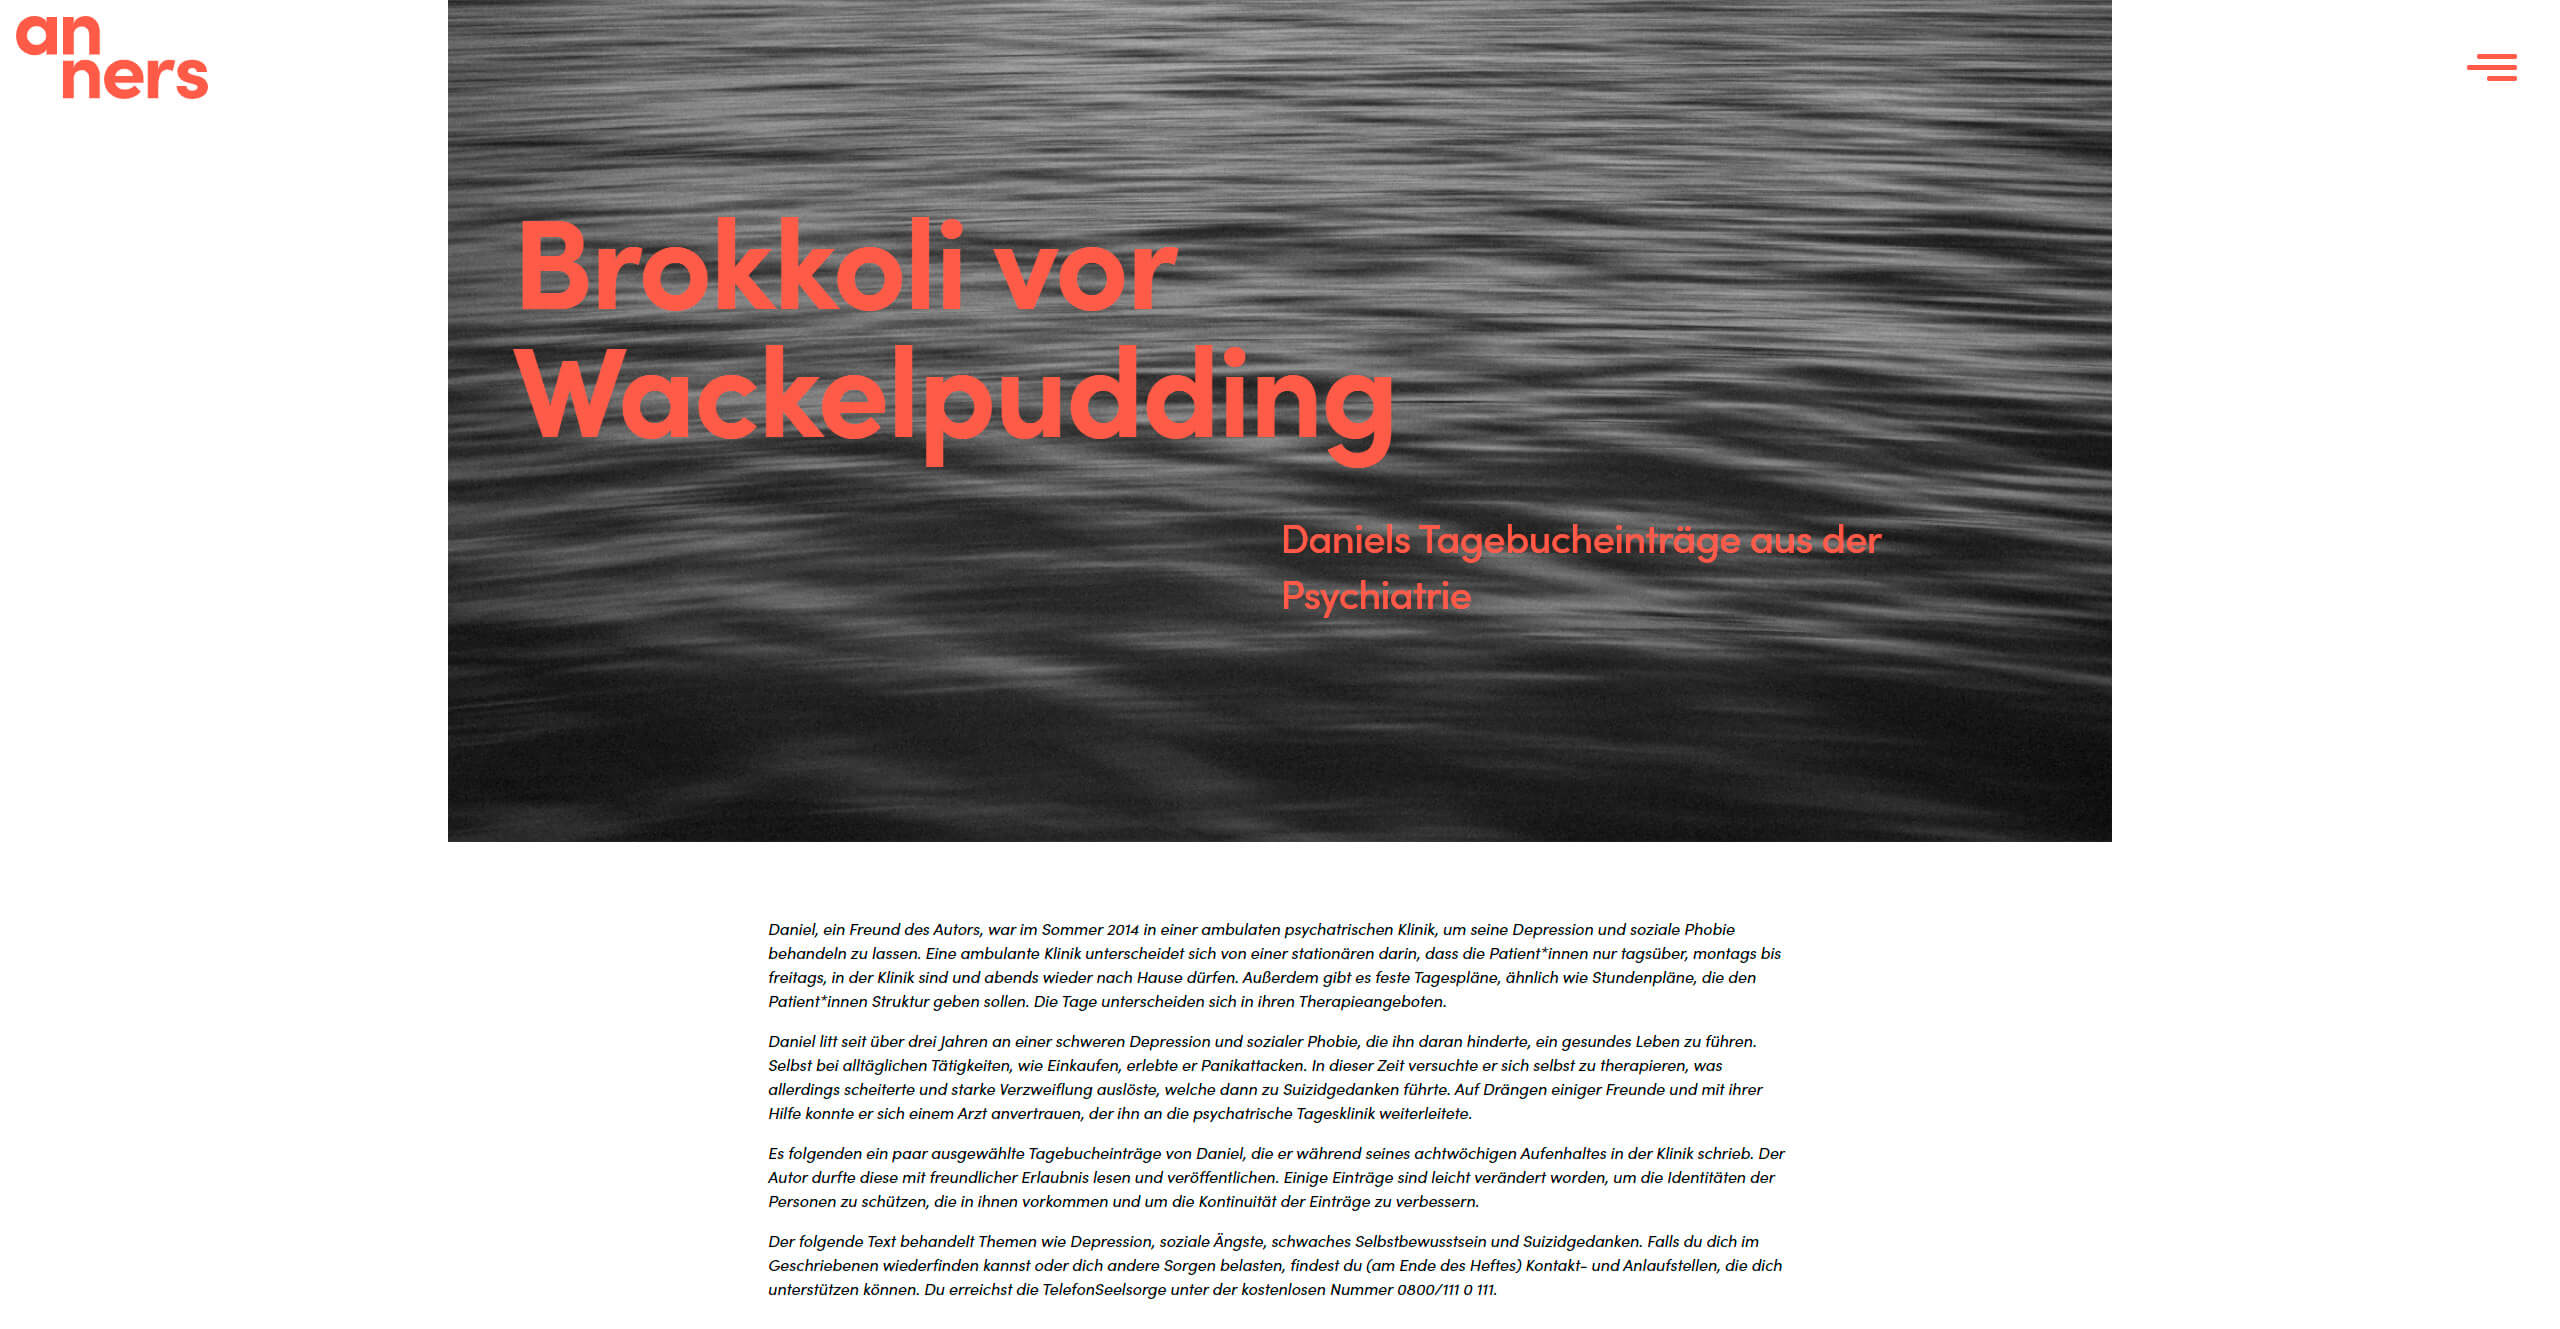 an
ners
Brokkoli vor
Wackelpudding
Daniels Tagebucheinträge aus der
Psychiatrie
Daniel, ein Freund des Autors, war im Sommer 2014 in einer ambulaten psychatrischen Klinik, um seine Depression und soziale Phobie
behandeln zu lassen. Eine ambulante Klinik unterscheidet sich von einer stationären darin, dass die Patient*innen nur tagsüber, montags bis
freitags, in der Klinik sind und abends wieder nach Hause dürfen. Außerdem gibt es feste Tagespläne, ähnlich wie Stundenpläne, die den
Patient*innen Struktur geben sollen. Die Tage unterscheiden sich in ihren Therapieangeboten.
Daniel litt seit über drei Jahren an einer schweren Depression und sozialer Phobie, die ihn daran hinderte, ein gesundes Leben zu führen.
Selbst bei alltäglichen Tätigkeiten, wie Einkaufen, erlebte er Panikattacken. In dieser Zeit versuchte er sich selbst zu therapieren, was
allerdings scheiterte und starke Verzweiflung auslöste, welche dann zu Suizidgedanken führte. Auf Drängen einiger Freunde und mit ihrer
Hilfe konnte er sich einem Arzt anvertrauen, der ihn an die psychatrische Tagesklinik weiterleitete.
Es folgenden ein paar ausgewählte Tagebucheinträge von Daniel, die er während seines achtwöchigen Aufenhaltes in der Klinik schrieb. Der
Autor durfte diese mit freundlicher Erlaubnis lesen und veröffentlichen. Einige Einträge sind leicht verändert worden, um die Identitäten der
Personen zu schützen, die in ihnen vorkommen und um die Kontinuität der Einträge zu verbessern.
Der folgende Text behandelt Themen wie Depression, soziale Ängste, schwaches Selbstbewusstsein und Suizidgedanken. Falls du dich im
Geschriebenen wiederfinden kannst oder dich andere Sorgen belasten, findest du (am Ende des Heftes) Kontakt- und Anlaufstellen, die dich
unterstützen können. Du erreichst die TelefonSeelsorge unter der kostenlosen Nummer 0800/111 0 111.